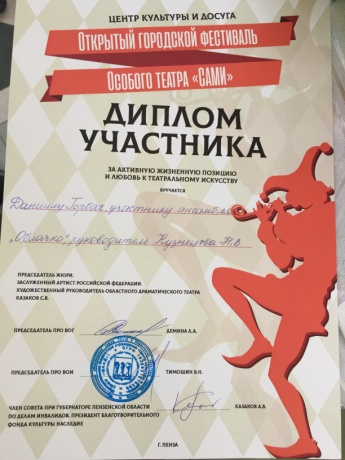 ЦЕНТР КУЛЬТУРЫ И ДОСУГА
ОТКРЫТЫЙ ГОРОДСКОЙ ФЕСТИВАЛЬ
ОСОБОГО ТЕАТРА «САМИ»
ДИПЛОМ
УЧАСТНИКА
ЗА АКТИВНУЮ ЖИЗНЕННУЮ ПОЗИЦИЮ
И ЛЮБОВЬ К ТЕАТРАЛЬНОМУ ИСКУССТВУ
ВРУЧАЕТСЯ
Даниилу Горбач, участнику ансамбля
"Облачко", руководитель Кузнецова Н.В
ПРЕДСЕДАТЕЛЬ ЖЮРИ:
ЗАСЛУЖЕННЫЙ АРТИСТ РОССИЙСКОЙ ФЕДЕРАЦИИ.
ХУДОЖЕСТВЕННЫЙ РУКОВОДИТЕЛЬ ОБЛАСТНОГО ДРАМАТИЧЕСКОГО ТЕАТРА
КАЗАКОВ С.В.
ПРЕДСЕДАТЕЛЬ ПРО ВОГ ДЕМИНА Л.А.
ПРЕДСЕДАТЕЛЬ ПРО ВОИ ТИМОШИН В.Н.
ЧЛЕН СОВЕТА ПРИ ГУБЕРНАТОРЕ ПЕНЗЕНСКОЙ ОБЛАСТИ
ПО ДЕЛАМ ИНВАЛИДОВ. ПРЕЗИДЕНТ БЛАГОТВОРИТЕЛЬНОГО КАЗАКОВ А.В.
ФОНДА КУЛЬТУРЫ НАСЛЕДИЕ
Г. ПЕНЗА